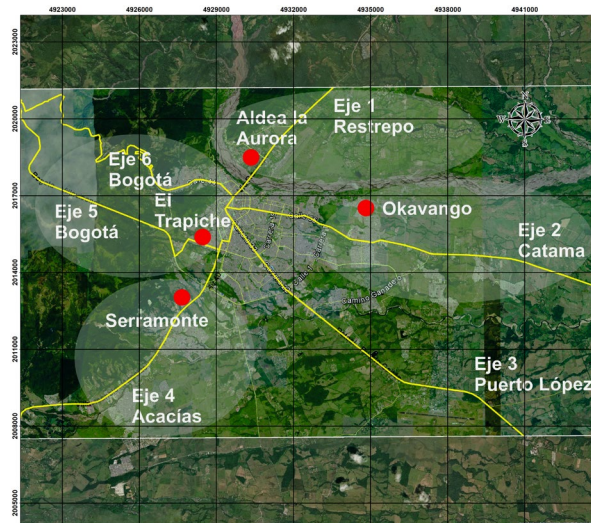 4923000
4926000
4929000
4932000
4935000
4938000
4941000
2023000
2020000
2017000
2014000
2011000
2008000
2005000
Eje 1
Restrepo
Aldea la
Aurora
Eje 6
Bogotá
El
Trapiche
Eje 5
Bogotá
Okavango
Eje 2
Catama
Camino Ganadero
Serramonte
Eje 3
Puerto López
Eje 4
Acacías